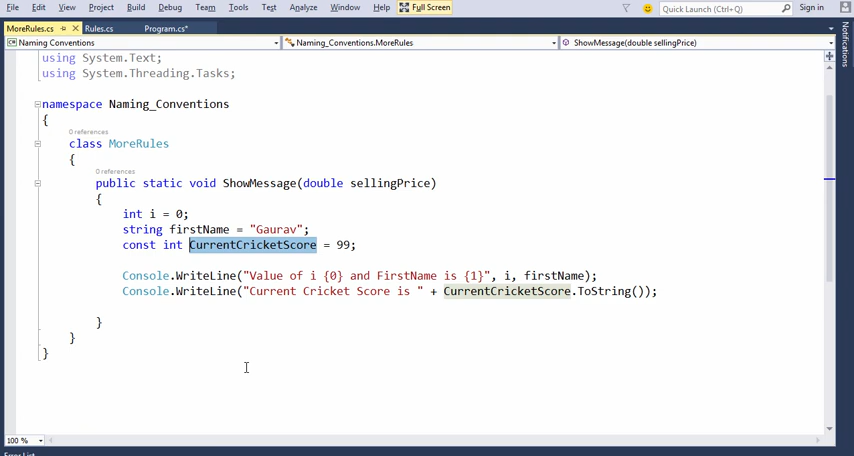 File Edit View Project Build Debug Team Tools Test Analyze Window Help Full Screen Quick Launch (Ctrl+Q) Sign in
MoreRules.cs Rules.cs Program.cs*
Notifications
Naming Conventions Naming_Conventions.MoreRules ShowMessage(double sellingPrice)
using System.Text;
using System.Threading.Tasks;
namespace Naming_Conventions
{
0 references
class MoreRules
{
0 references
public static void ShowMessage(double sellingPrice)
{
int i = 0;
string firstName = "Gaurav";
const int CurrentCricketScore = 99;
Console.WriteLine("Value of i {0} and FirstName is {1}", i, firstName);
Console.WriteLine("Current Cricket Score is " + CurrentCricketScore.ToString());
}
}
}
100 %
Error List